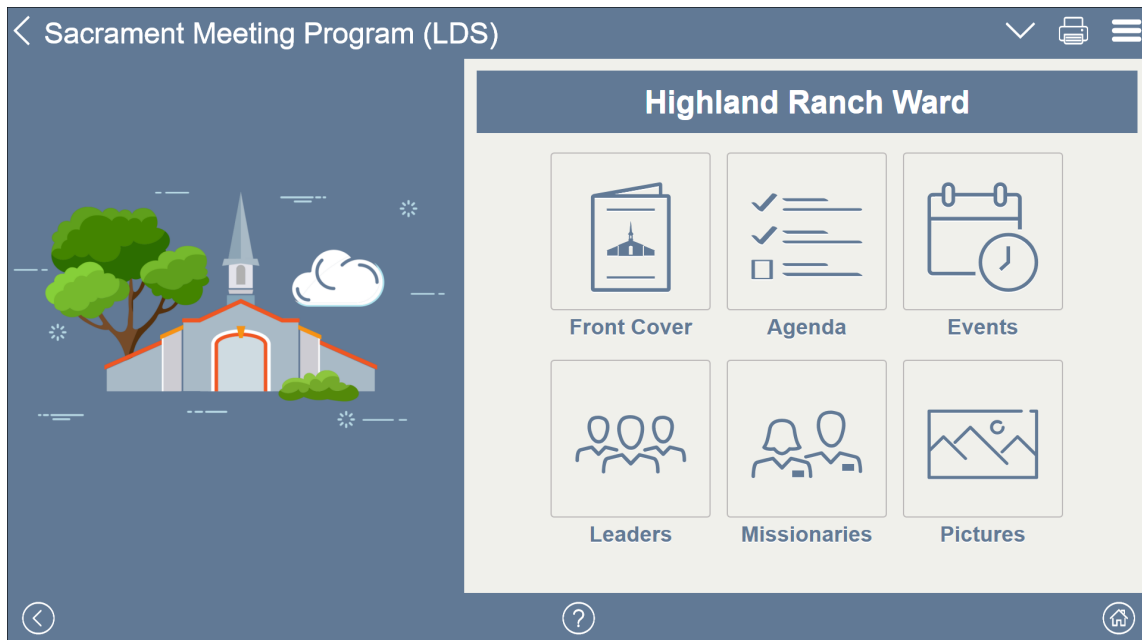 Sacrament Meeting Program (LDS)
Highland Ranch Ward
Front Cover
Agenda
Events
Leaders
Missionaries
Pictures
?